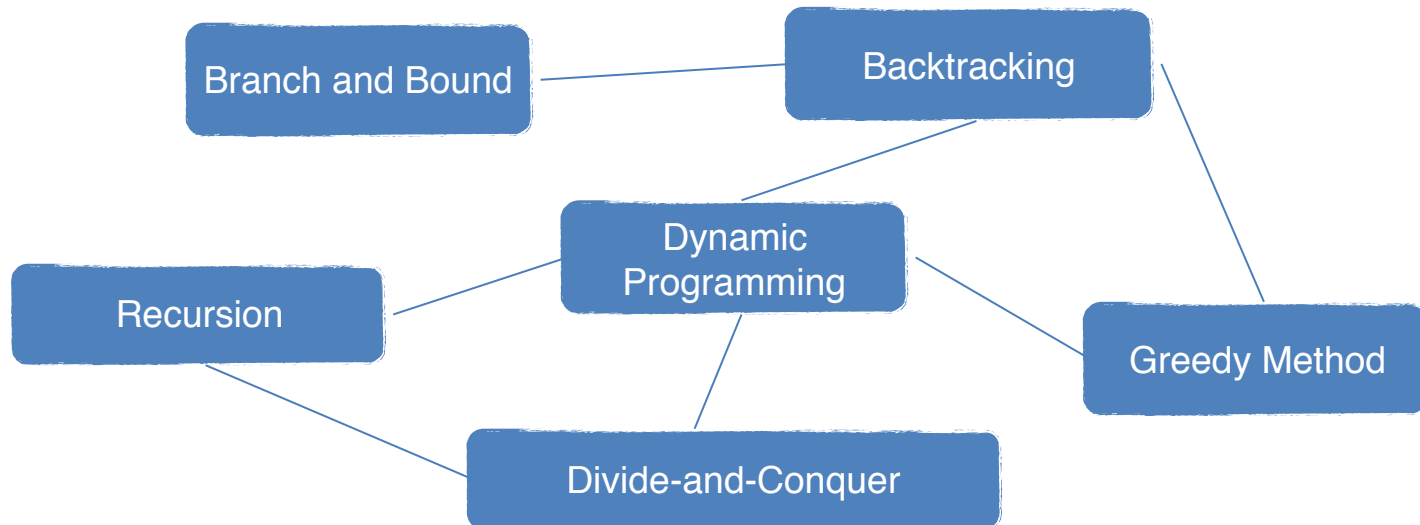 Branch and Bound
Backtracking
Dynamic
Programming
Recursion
Greedy Method
Divide-and-Conquer